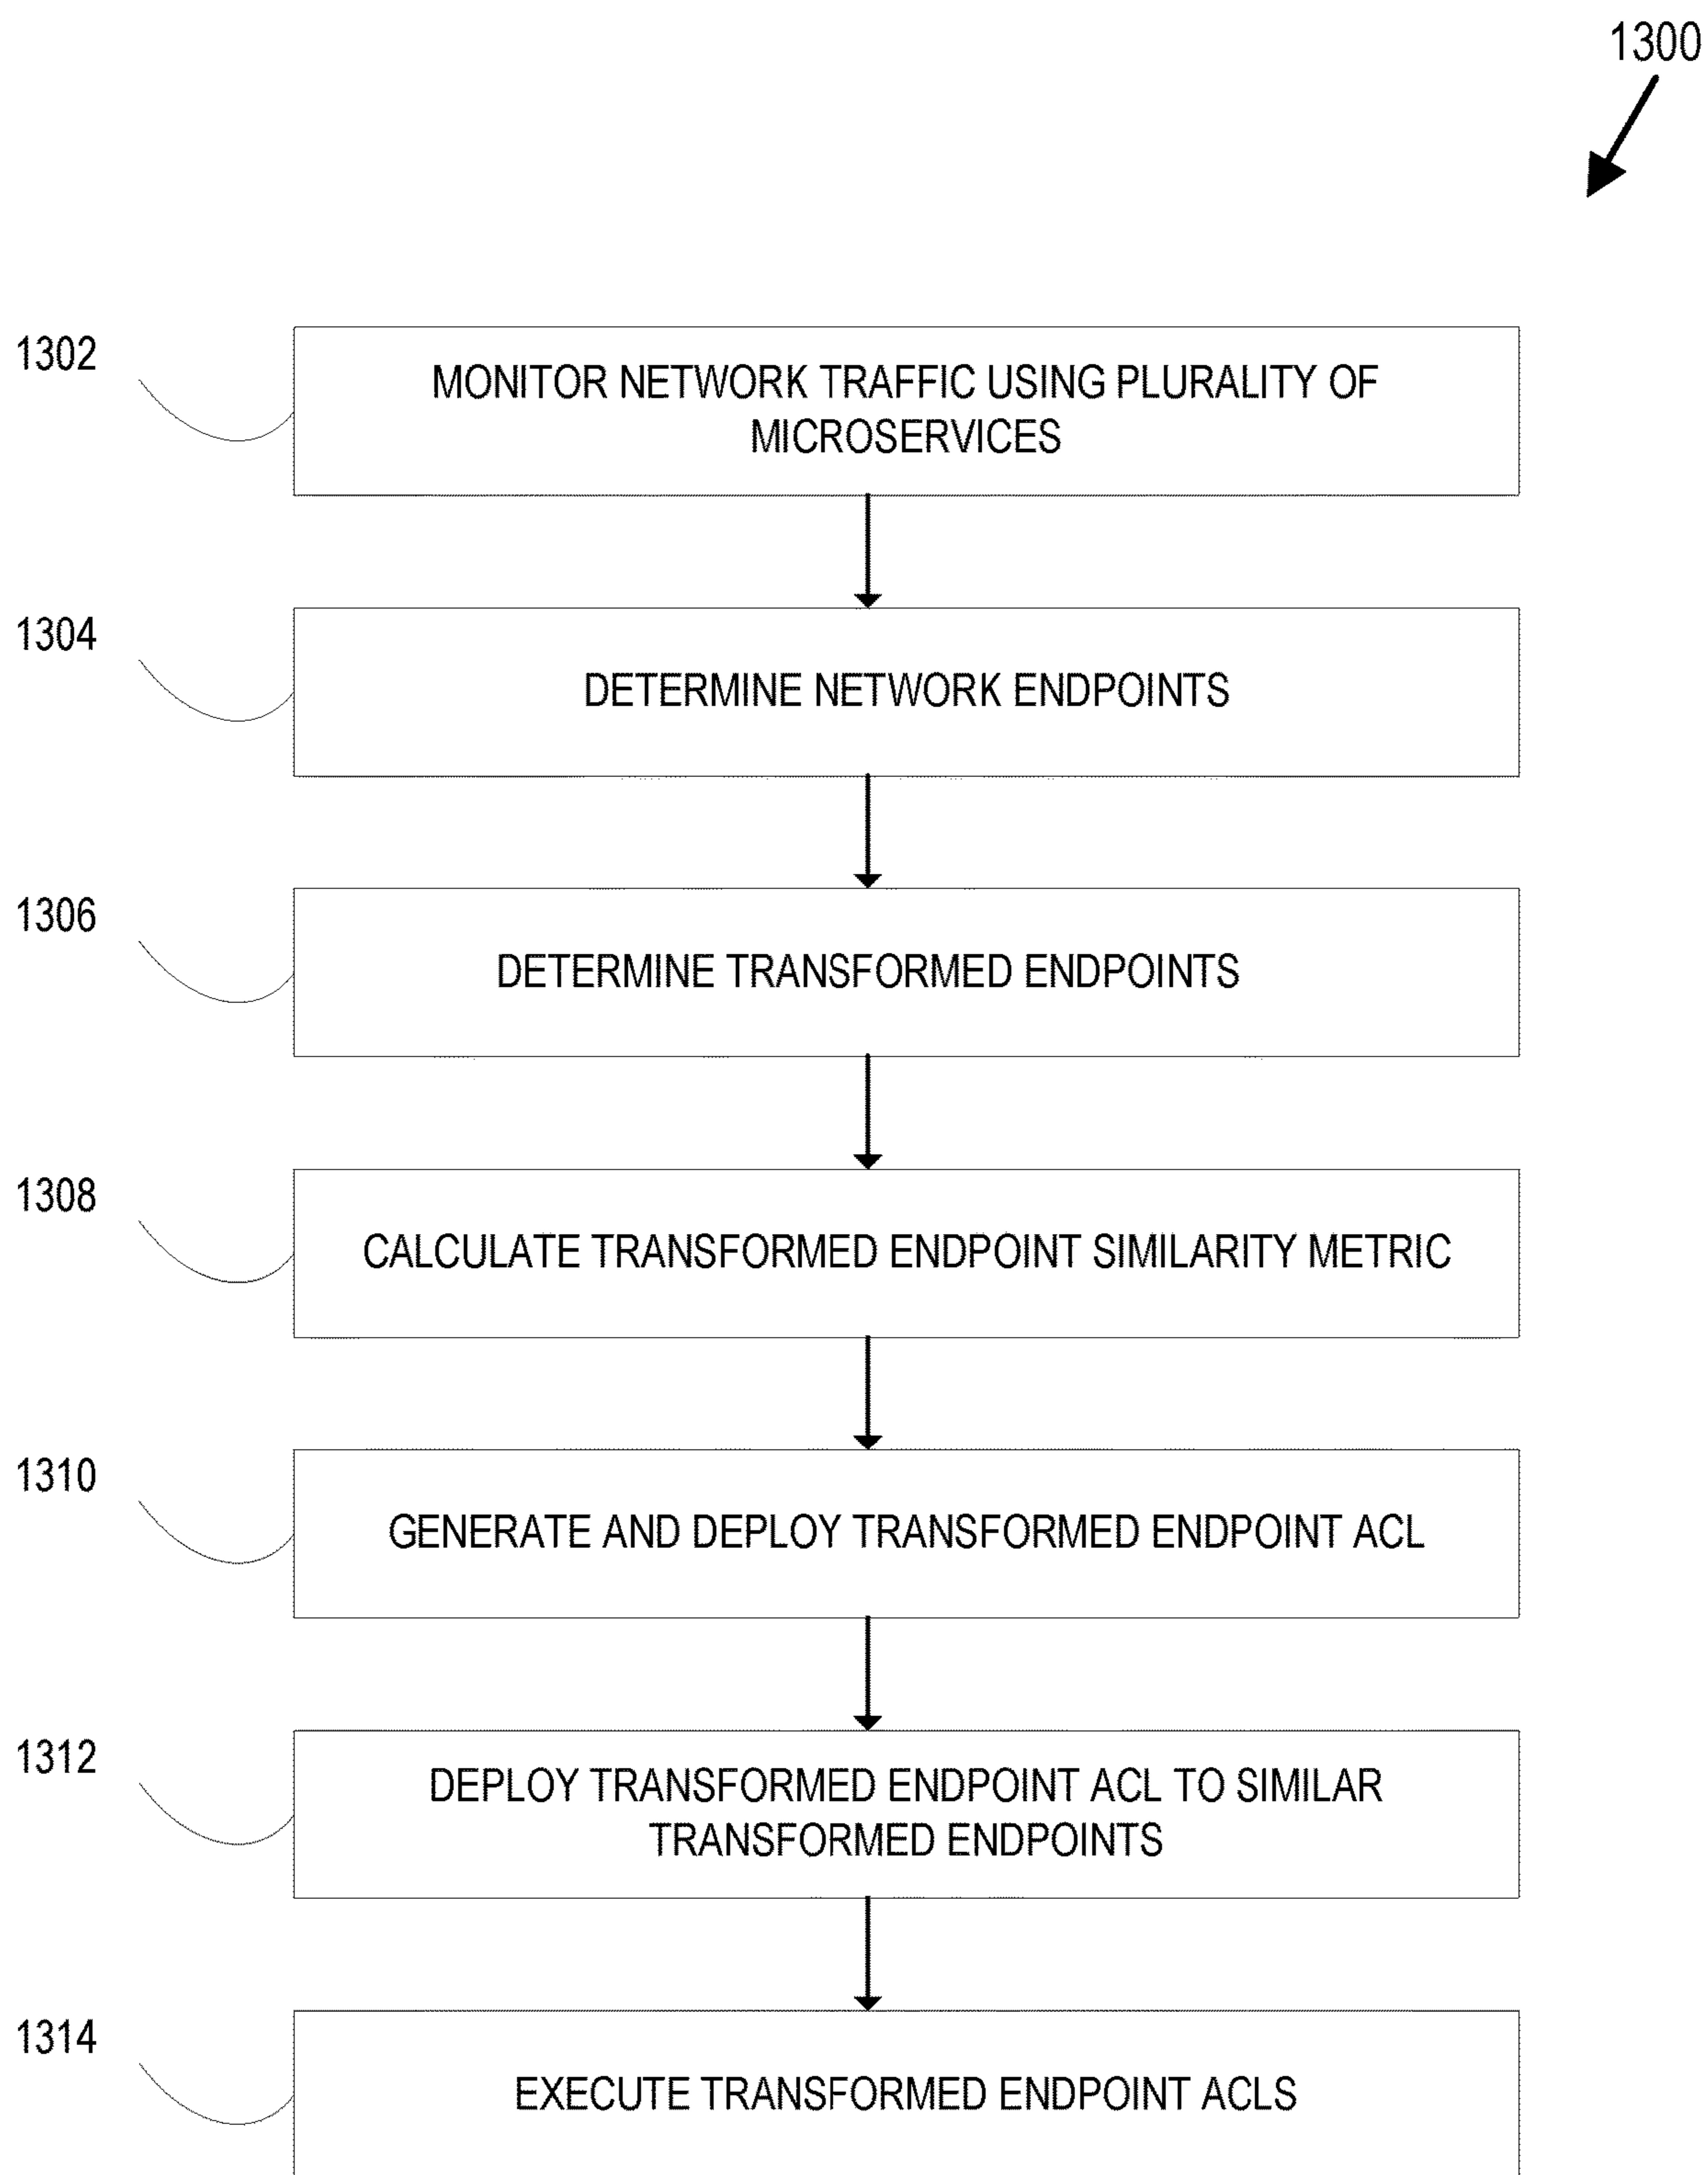 1300
1302
MONITOR NETWORK TRAFFIC USING PLURALITY OF
MICROSERVICES
1304
DETERMINE NETWORK ENDPOINTS
1306
DETERMINE TRANSFORMED ENDPOINTS
1308
CALCULATE TRANSFORMED ENDPOINT SIMILARITY METRIC
1310
GENERATE AND DEPLOY TRANSFORMED ENDPOINT ACL
1312
DEPLOY TRANSFORMED ENDPOINT ACL TO SIMILAR
TRANSFORMED ENDPOINTS
1314
EXECUTE TRANSFORMED ENDPOINT ACLS